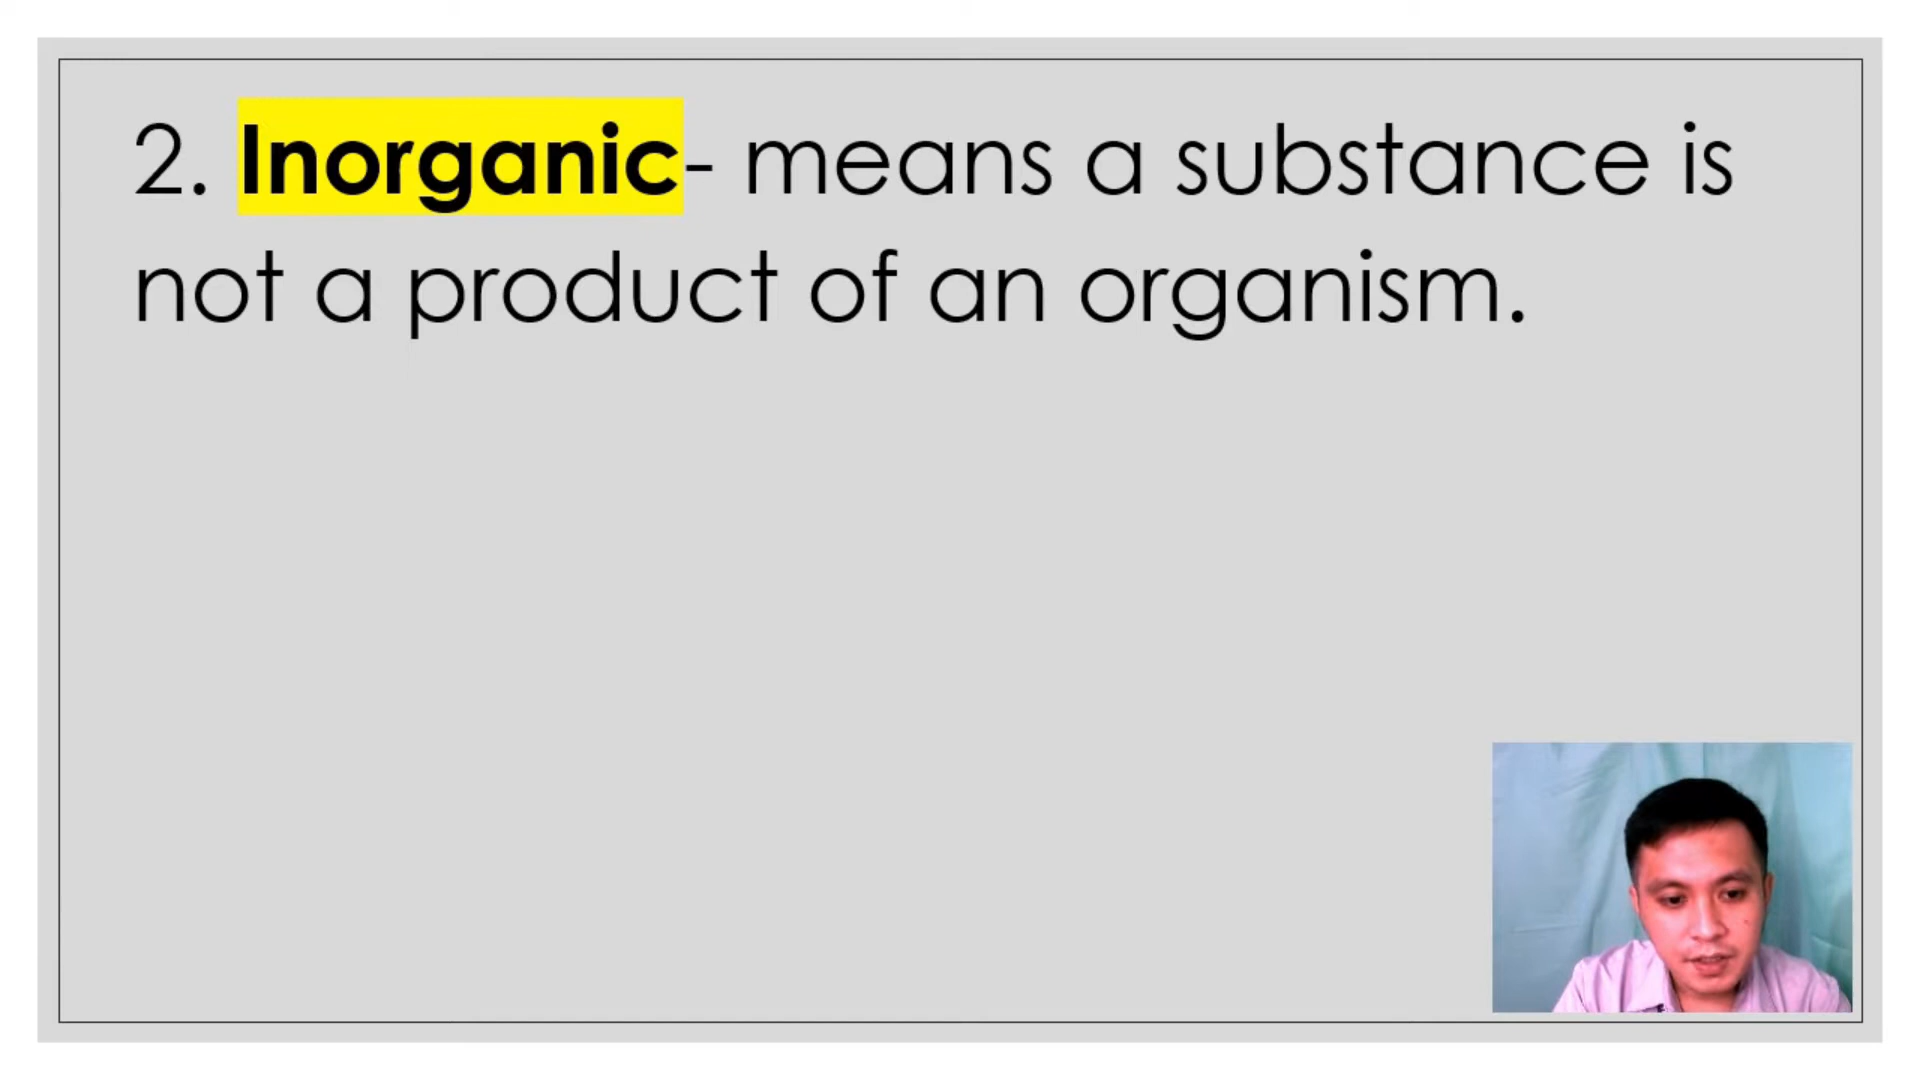 2. Inorganic- means a substance is
not a product of an organism.